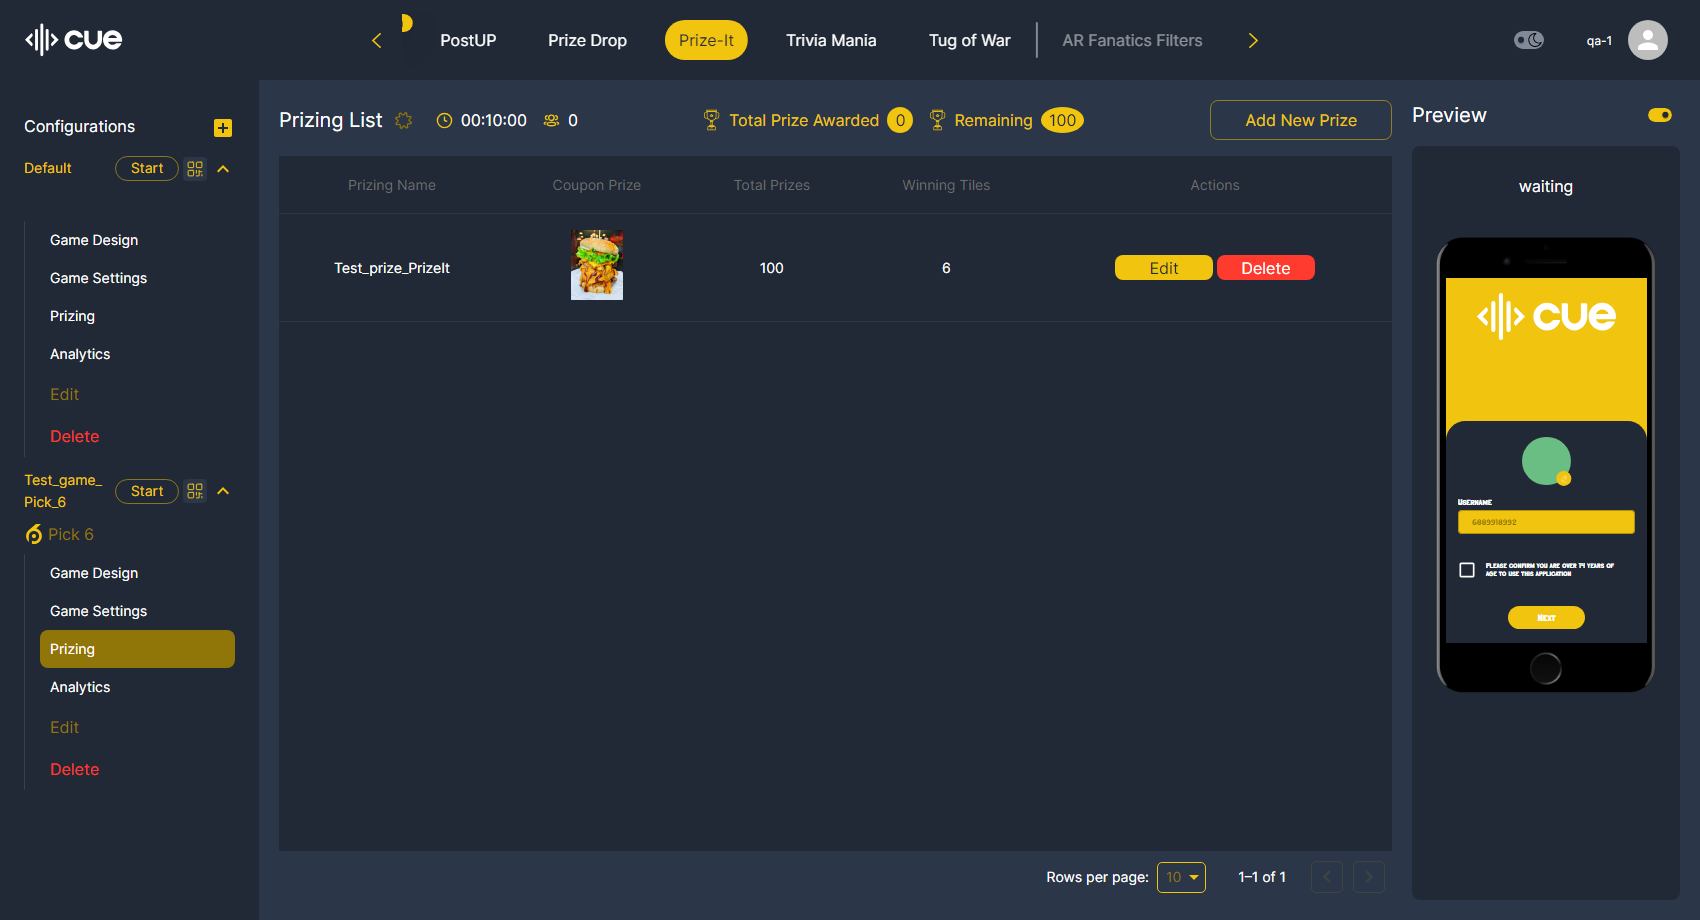 cue
PostUP
Prize Drop
Prize-It
Trivia Mania
Tug of War
AR Fanatics Filters
qa-1
Configurations
Default
Start
Game Design
Game Settings
Prizing
Analytics
Edit
Delete
Test_game_
Pick_6
Start
Pick 6
Game Design
Game Settings
Prizing
Analytics
Edit
Delete
Prizing List
00:10:00
0
Total Prize Awarded 0
Remaining 100
Add New Prize
Prizing Name
Coupon Prize
Total Prizes
Winning Tiles
Actions
Test_prize_PrizeIt
100
6
Edit
Delete
Rows per page: 10
1–1 of 1
Preview
waiting
cue
Username
6889918992
Please confirm you are over 14 years of
age to use this application
Next